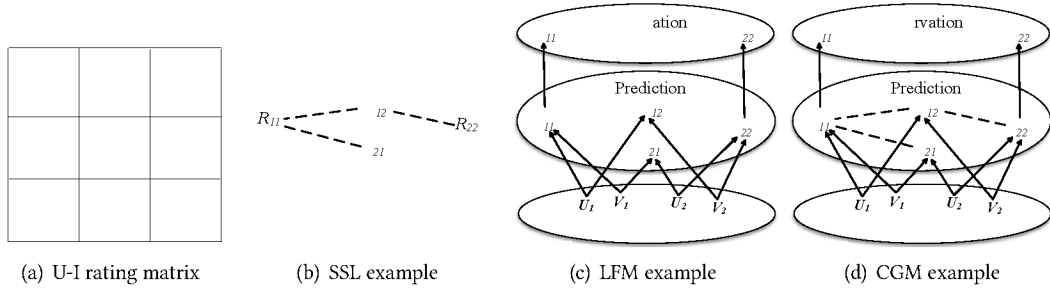 (a) U-I rating matrix
R11
12
R22
21
(b) SSL example
ation
11
22
Prediction
12
11
22
21
U1 V1 U2 V2
(c) LFM example
rvation
11
22
Prediction
12
11
22
21
U1 V1 U2 V2
(d) CGM example